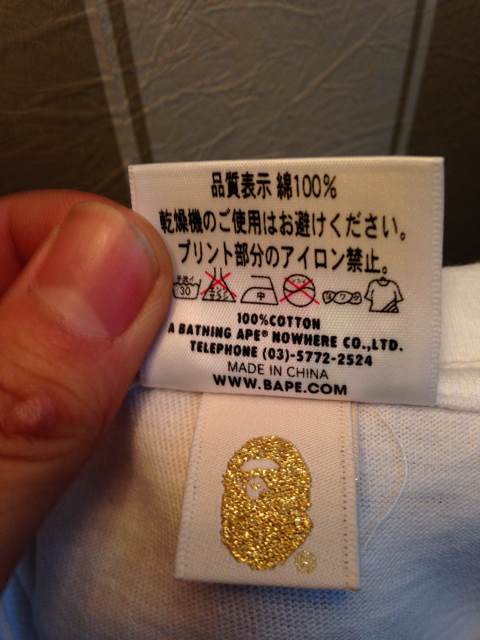 品質表示 綿100%
乾燥機のご使用はお避けください。
プリント部分のアイロン禁止。
30 中
100%COTTON
A BATHING APE® NOWHERE CO.,LTD.
TELEPHONE (03)-5772-2524
MADE IN CHINA
WWW.BAPE.COM